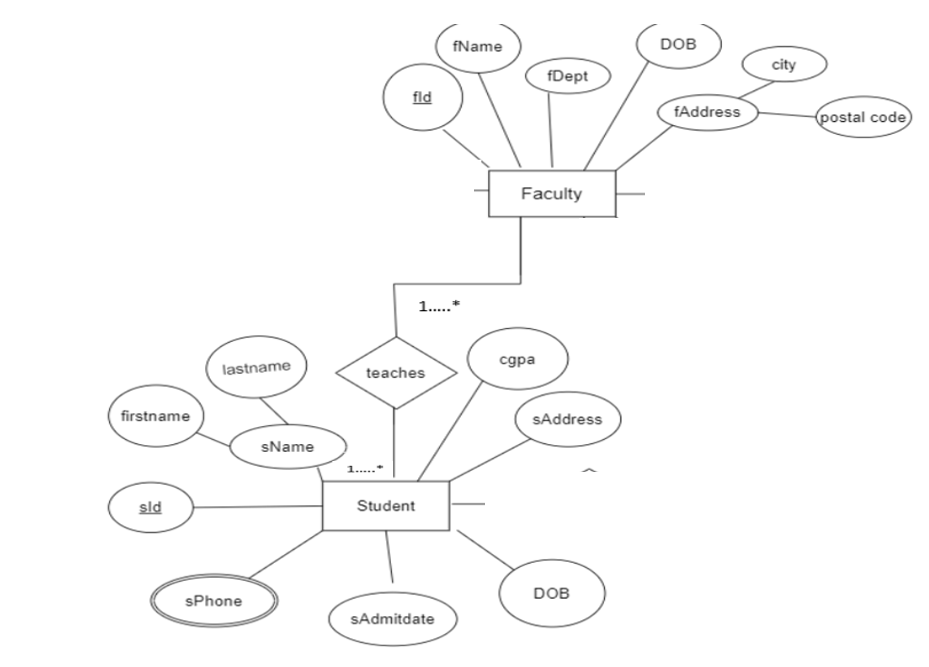 fName
DOB
city
fDept
fId
fAddress
postal code
Faculty
1.....*
cgpa
lastname
teaches
firstname
sAddress
sName
1.....*
sId
Student
DOB
sPhone
sAdmitdate